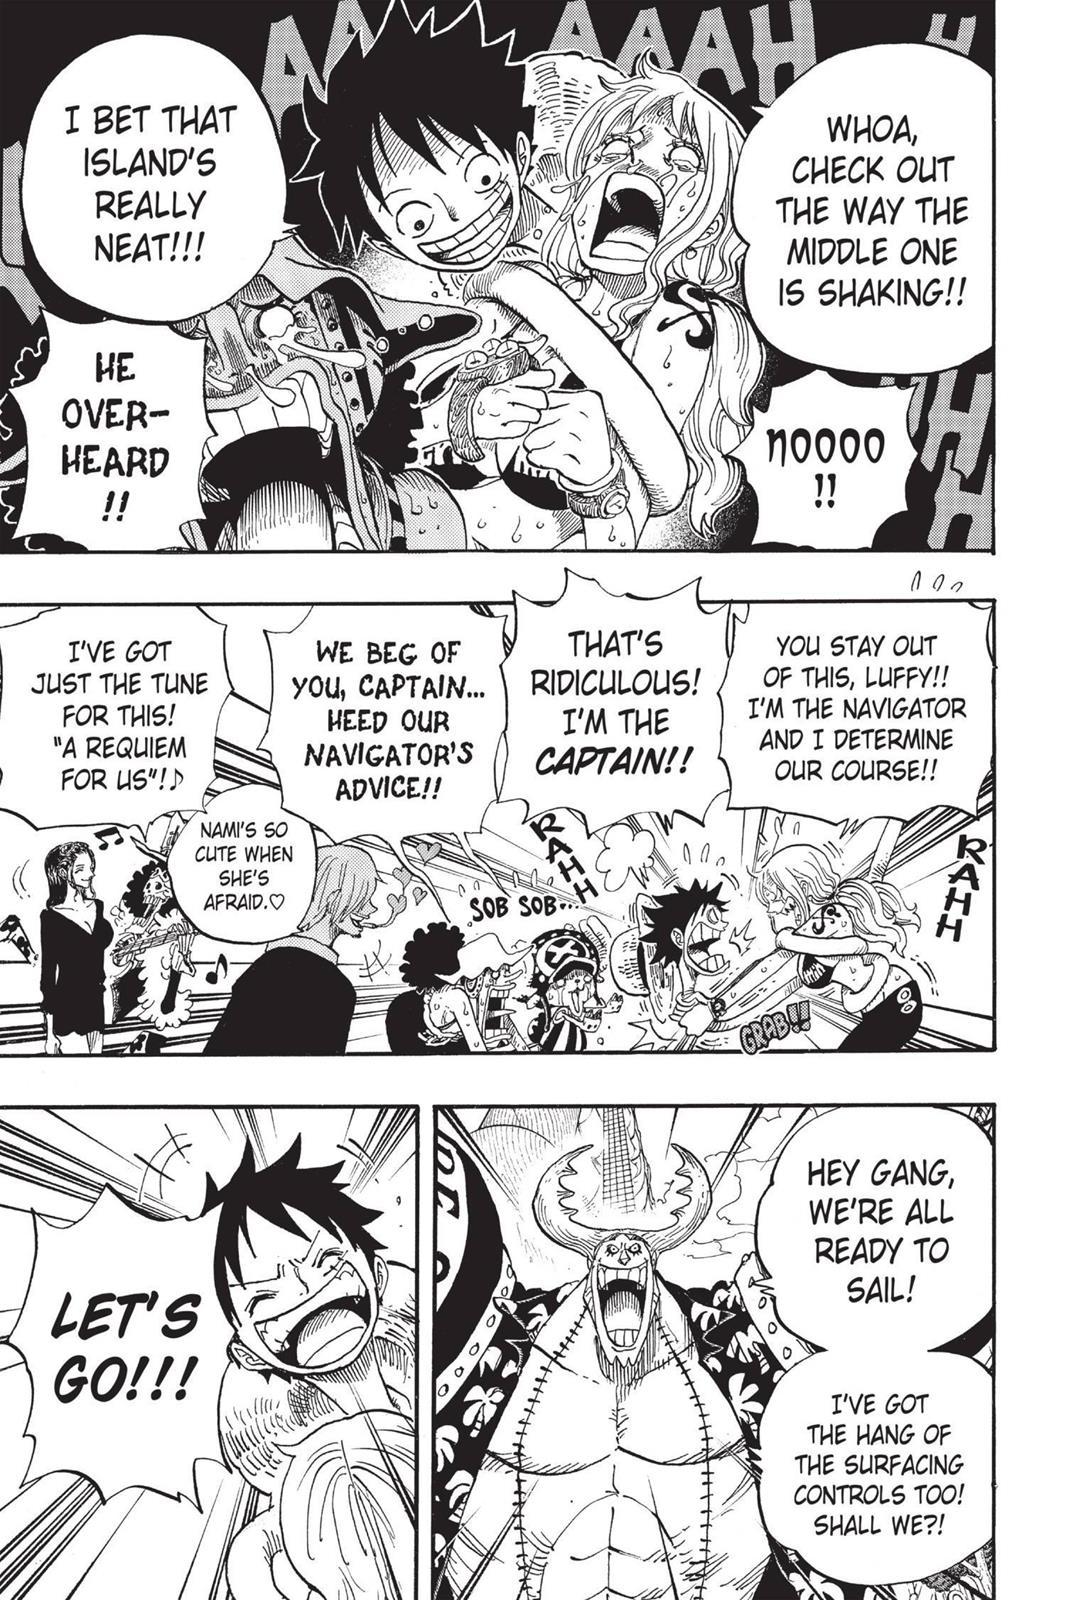 AAAAAAH
WHOA,
CHECK OUT
THE WAY THE
MIDDLE ONE
IS SHAKING!!
I BET THAT
ISLAND'S
REALLY
NEAT!!!
NOOOO
!!
HE
OVER-
HEARD
!!
YOU STAY OUT
OF THIS, LUFFY!!
I'M THE NAVIGATOR
AND I DETERMINE
OUR COURSE!!
THAT'S
RIDICULOUS!
I'M THE
CAPTAIN!!
WE BEG OF
YOU, CAPTAIN...
HEED OUR
NAVIGATOR'S
ADVICE!!
I'VE GOT
JUST THE TUNE
FOR THIS!
"A REQUIEM
FOR US"!♪
RAHH
RAHH
GRAB!!
SOB SOB...
NAMI'S SO
CUTE WHEN
SHE'S
AFRAID.♡
HEY GANG,
WE'RE ALL
READY TO
SAIL!
I'VE GOT
THE HANG OF
THE SURFACING
CONTROLS TOO!
SHALL WE?!
LET'S
GO!!!